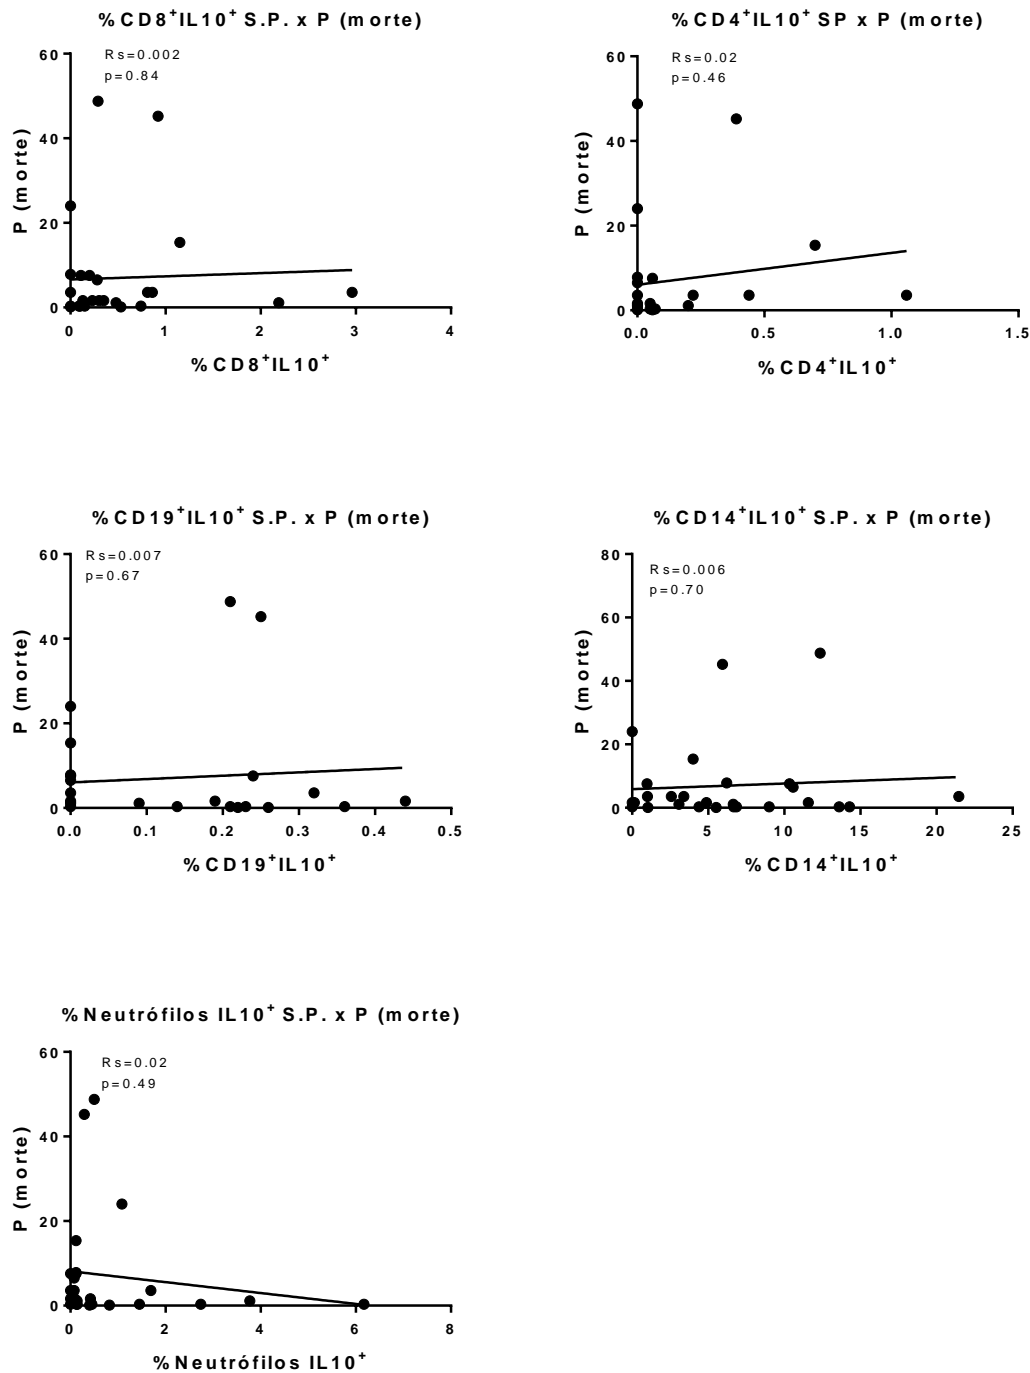 %CD8+IL10+ S.P. x P (morte)
Rs=0.002
p=0.84
60
40
20
0
P (morte)
0 1 2 3 4
%CD8+IL10+
%CD4+IL10+ SP x P (morte)
Rs=0.02
p=0.46
60
40
20
0
P (morte)
0.0 0.5 1.0 1.5
%CD4+IL10+
%CD19+IL10+ S.P. x P (morte)
Rs=0.007
p=0.67
60
40
20
0
P (morte)
0.0 0.1 0.2 0.3 0.4 0.5
%CD19+IL10+
%CD14+IL10+ S.P. x P (morte)
Rs=0.006
p=0.70
80
60
40
20
0
P (morte)
0 5 10 15 20 25
%CD14+IL10+
%Neutrófilos IL10+ S.P. x P (morte)
Rs=0.02
p=0.49
60
40
20
0
P (morte)
0 2 4 6 8
%Neutrófilos IL10+